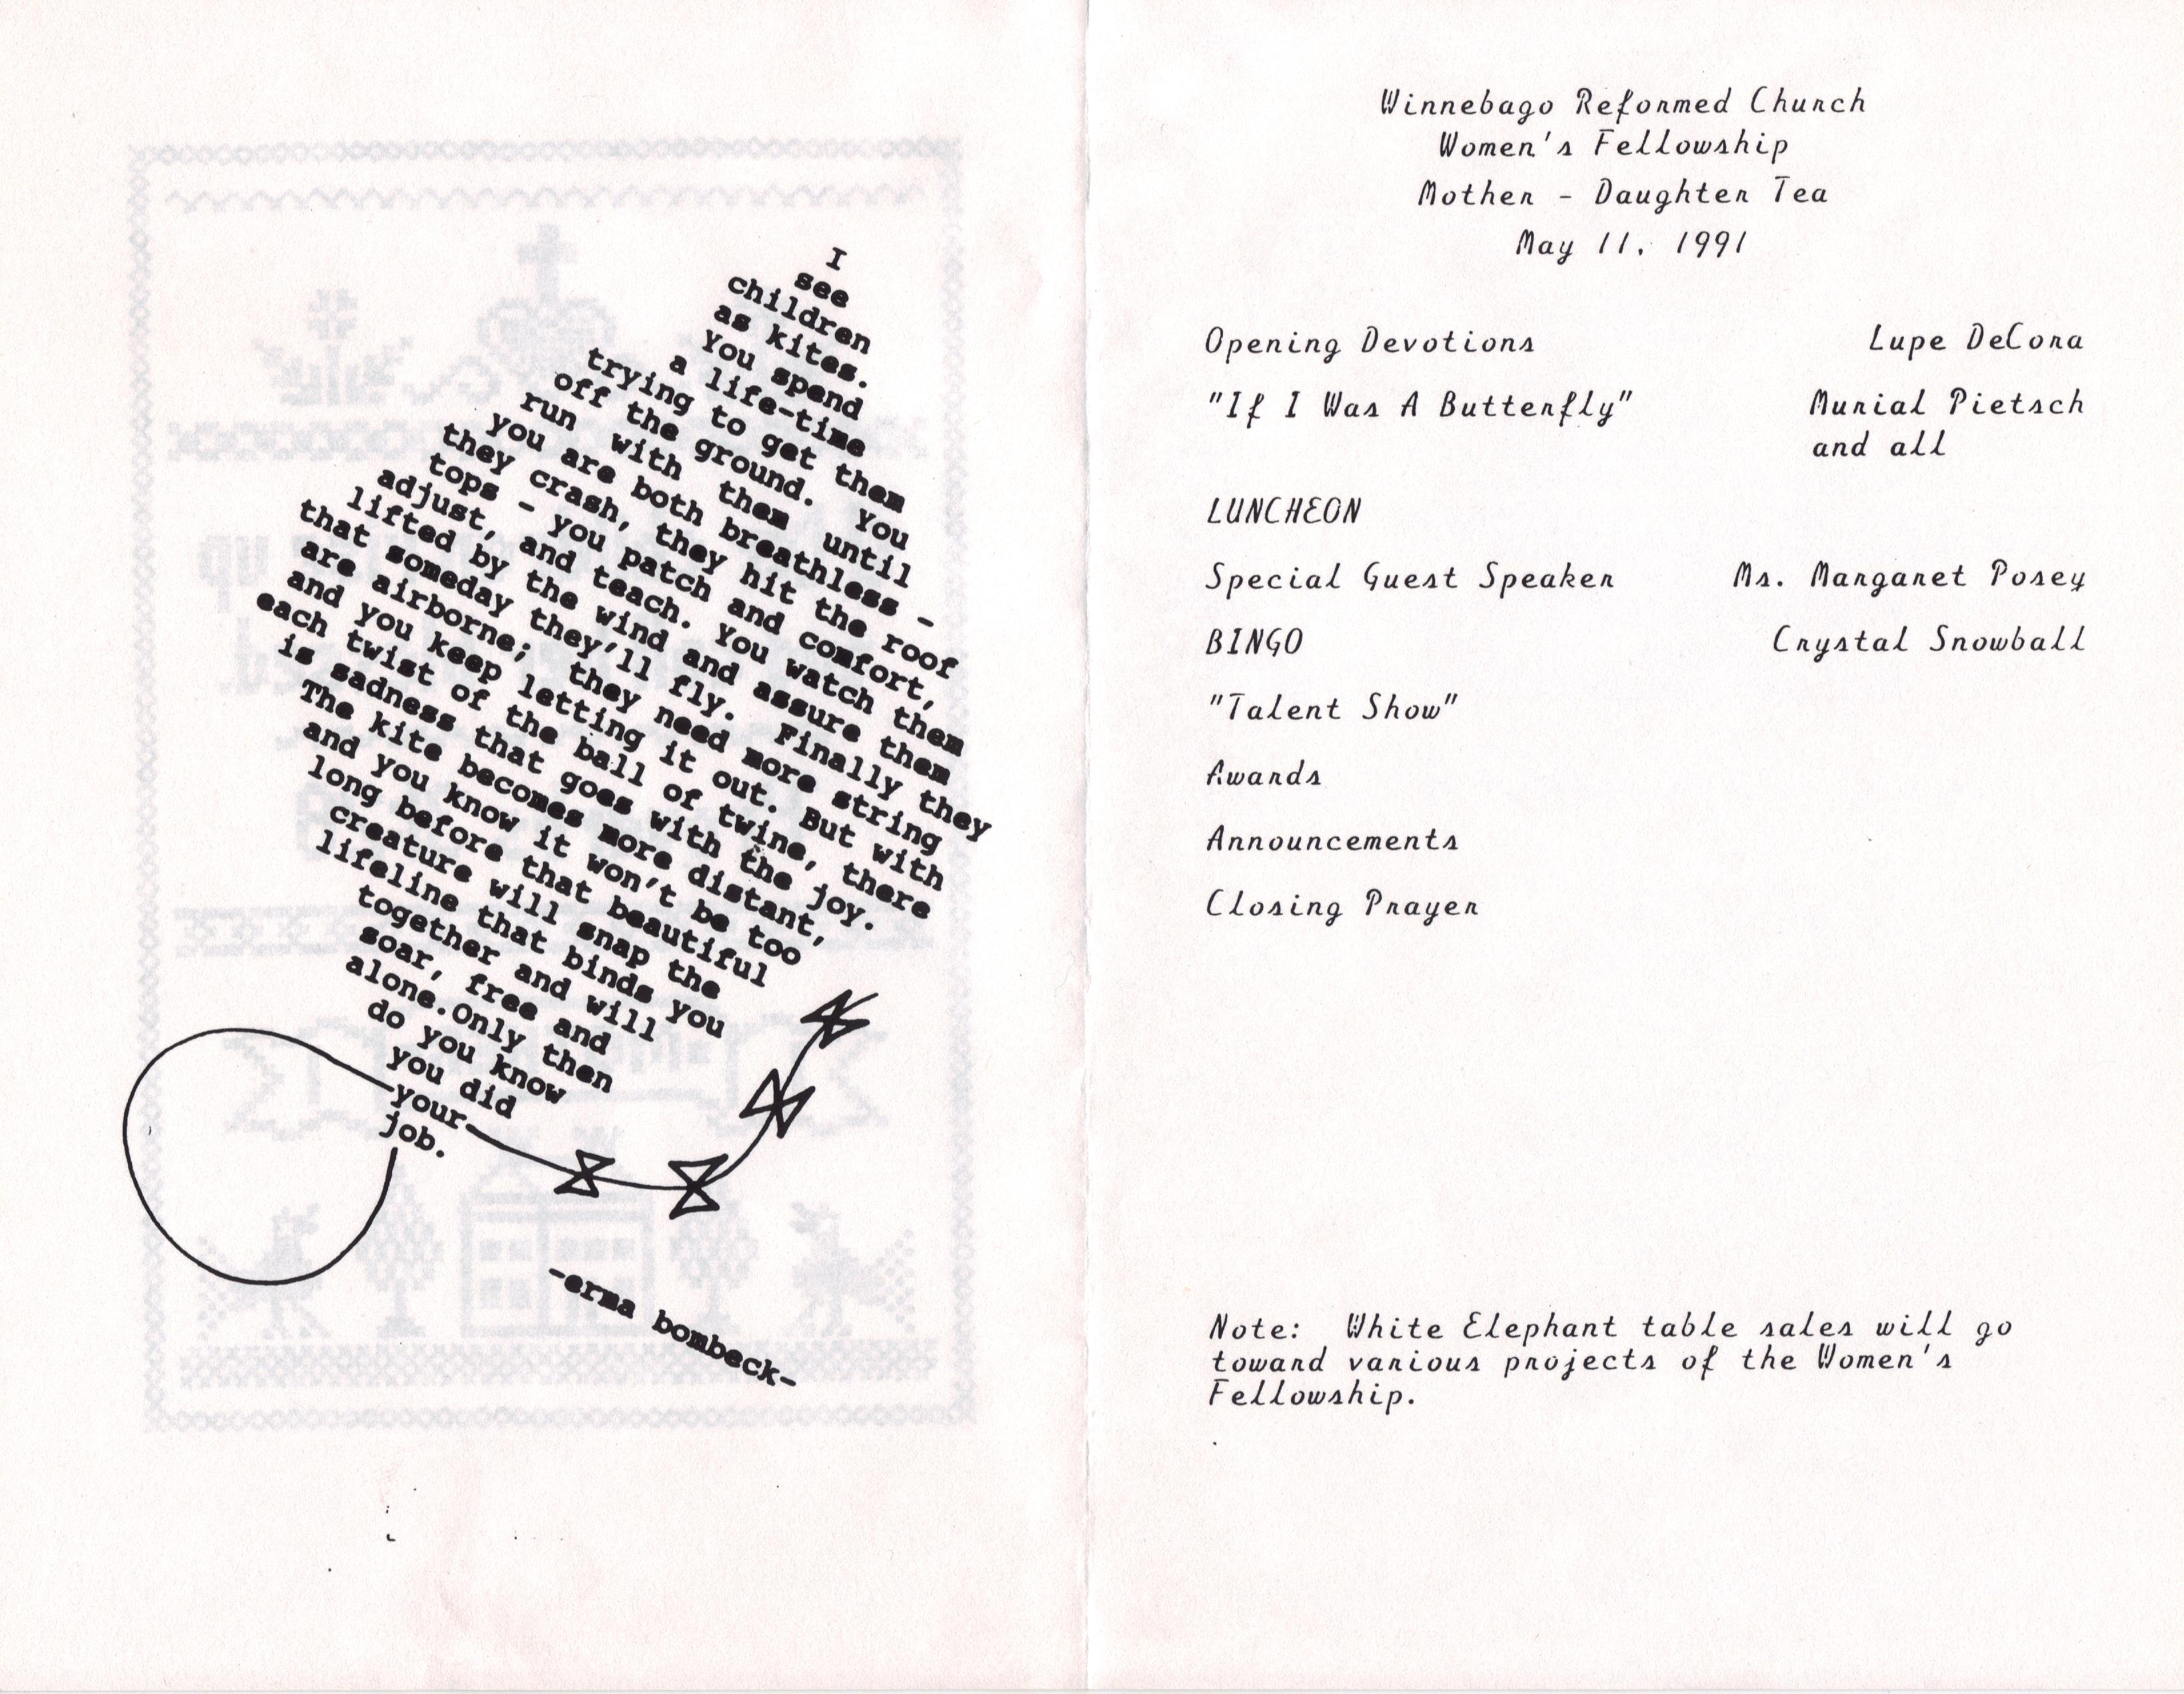 I
see
children
as kites.
You spend
a life-time
trying to get them
off the ground. You
run with them until
you are both breathless -
they crash, they hit the roof
tops - you patch and comfort,
adjust, and teach. You watch them
lifted by the wind and assure them
that someday they'll fly. Finally they
are airborne; they need more string
and you keep letting it out. But with
each twist of the ball of twine, there
is sadness that goes with the joy.
The kite becomes more distant,
and you know it won't be too
long before that beautiful
creature will snap the
lifeline that binds you
together and will
soar, free and
alone.Only then
do you know
you did
your
job.
-erma bombeck-
Winnebago Reformed Church
Women's Fellowship
Mother - Daughter Tea
May 11, 1991
Opening Devotions Lupe DeCora
"If I Was A Butterfly" Murial Pietsch
and all
LUNCHEON
Special Guest Speaker Ms. Margaret Posey
BINGO Crystal Snowball
"Talent Show"
Awards
Announcements
Closing Prayer
Note: White Elephant table sales will go
toward various projects of the Women's
Fellowship.